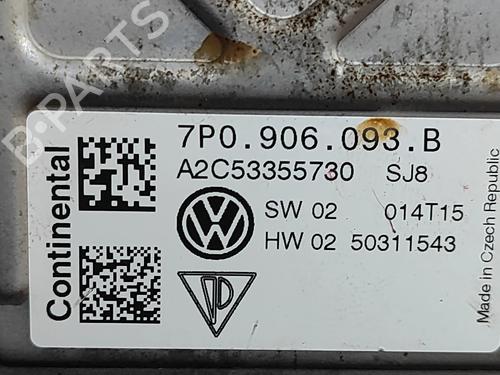 7P0.906.093.B
A2C53355730 SJ8
SW 02 014T15
HW 02 50311543
Continental
Made in Czech Republic
B-PARTS